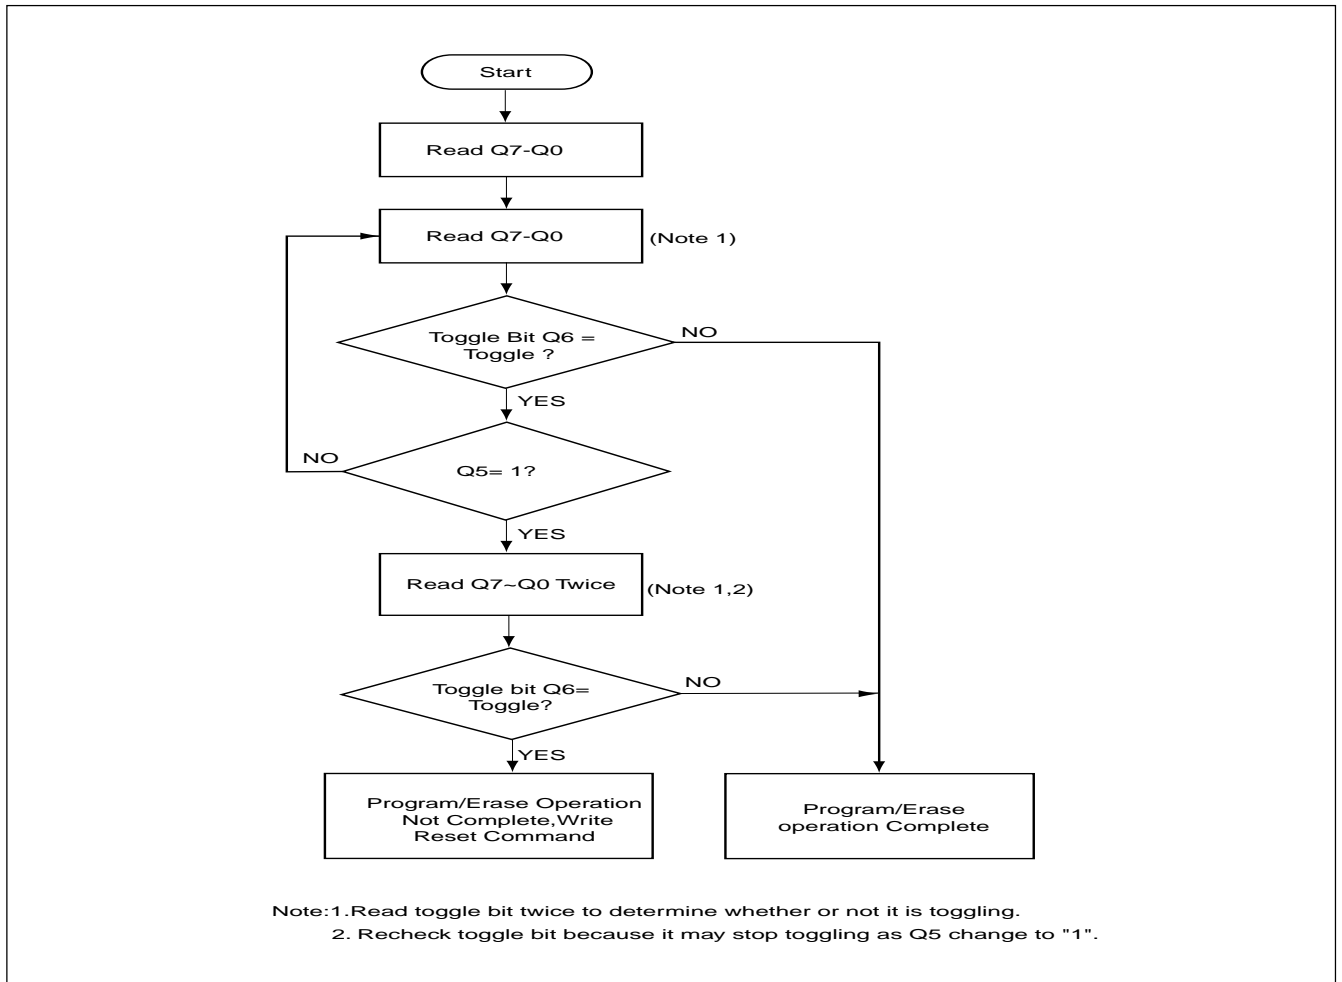 Start
Read Q7-Q0
Read Q7-Q0
(Note 1)
Toggle Bit Q6 =
Toggle ?
NO
YES
NO
Q5= 1?
YES
Read Q7~Q0 Twice
(Note 1,2)
Toggle bit Q6=
Toggle?
NO
YES
Program/Erase Operation
Not Complete,Write
Reset Command
Program/Erase
operation Complete
Note:1.Read toggle bit twice to determine whether or not it is toggling.
2. Recheck toggle bit because it may stop toggling as Q5 change to "1".